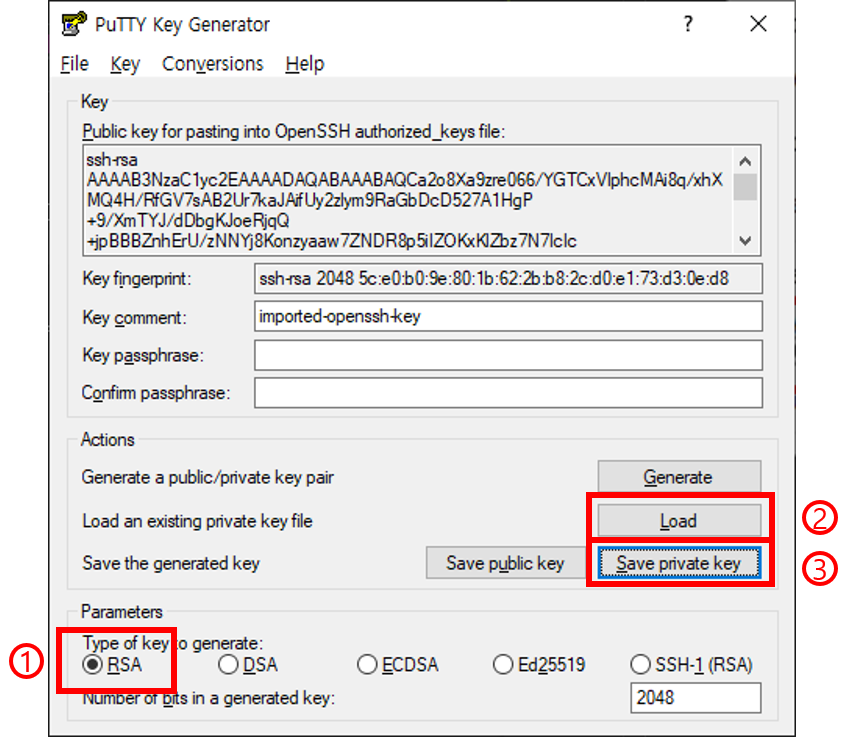 PuTTY Key Generator
?
File Key Conversions Help
Key
Public key for pasting into OpenSSH authorized_keys file:
ssh-rsa
AAAAB3NzaC1yc2EAAAADAQABAAABAQCa2o8Xa9zre066/YGTCxVlphcMAi8q/xhX
MQ4H/RfGV7sAB2Ur7kaJAifUy2zlym9RaGbDcD527A1HgP
+9/XmTYJ/dDbgKJoeRjqQ
+jpBBBZnhErU/zNNYj8Konzyaaw7ZNDR8p5iIZOKxKlZbz7N7lcIc
Key fingerprint: ssh-rsa 2048 5c:e0:b0:9e:80:1b:62:2b:b8:2c:d0:e1:73:d3:0e:d8
Key comment: imported-openssh-key
Key passphrase:
Confirm passphrase:
Actions
Generate a public/private key pair Generate
Load an existing private key file Load ②
Save the generated key Save public key Save private key ③
Parameters
Type of key to generate:
① RSA DSA ECDSA Ed25519 SSH-1 (RSA)
Number of bits in a generated key: 2048